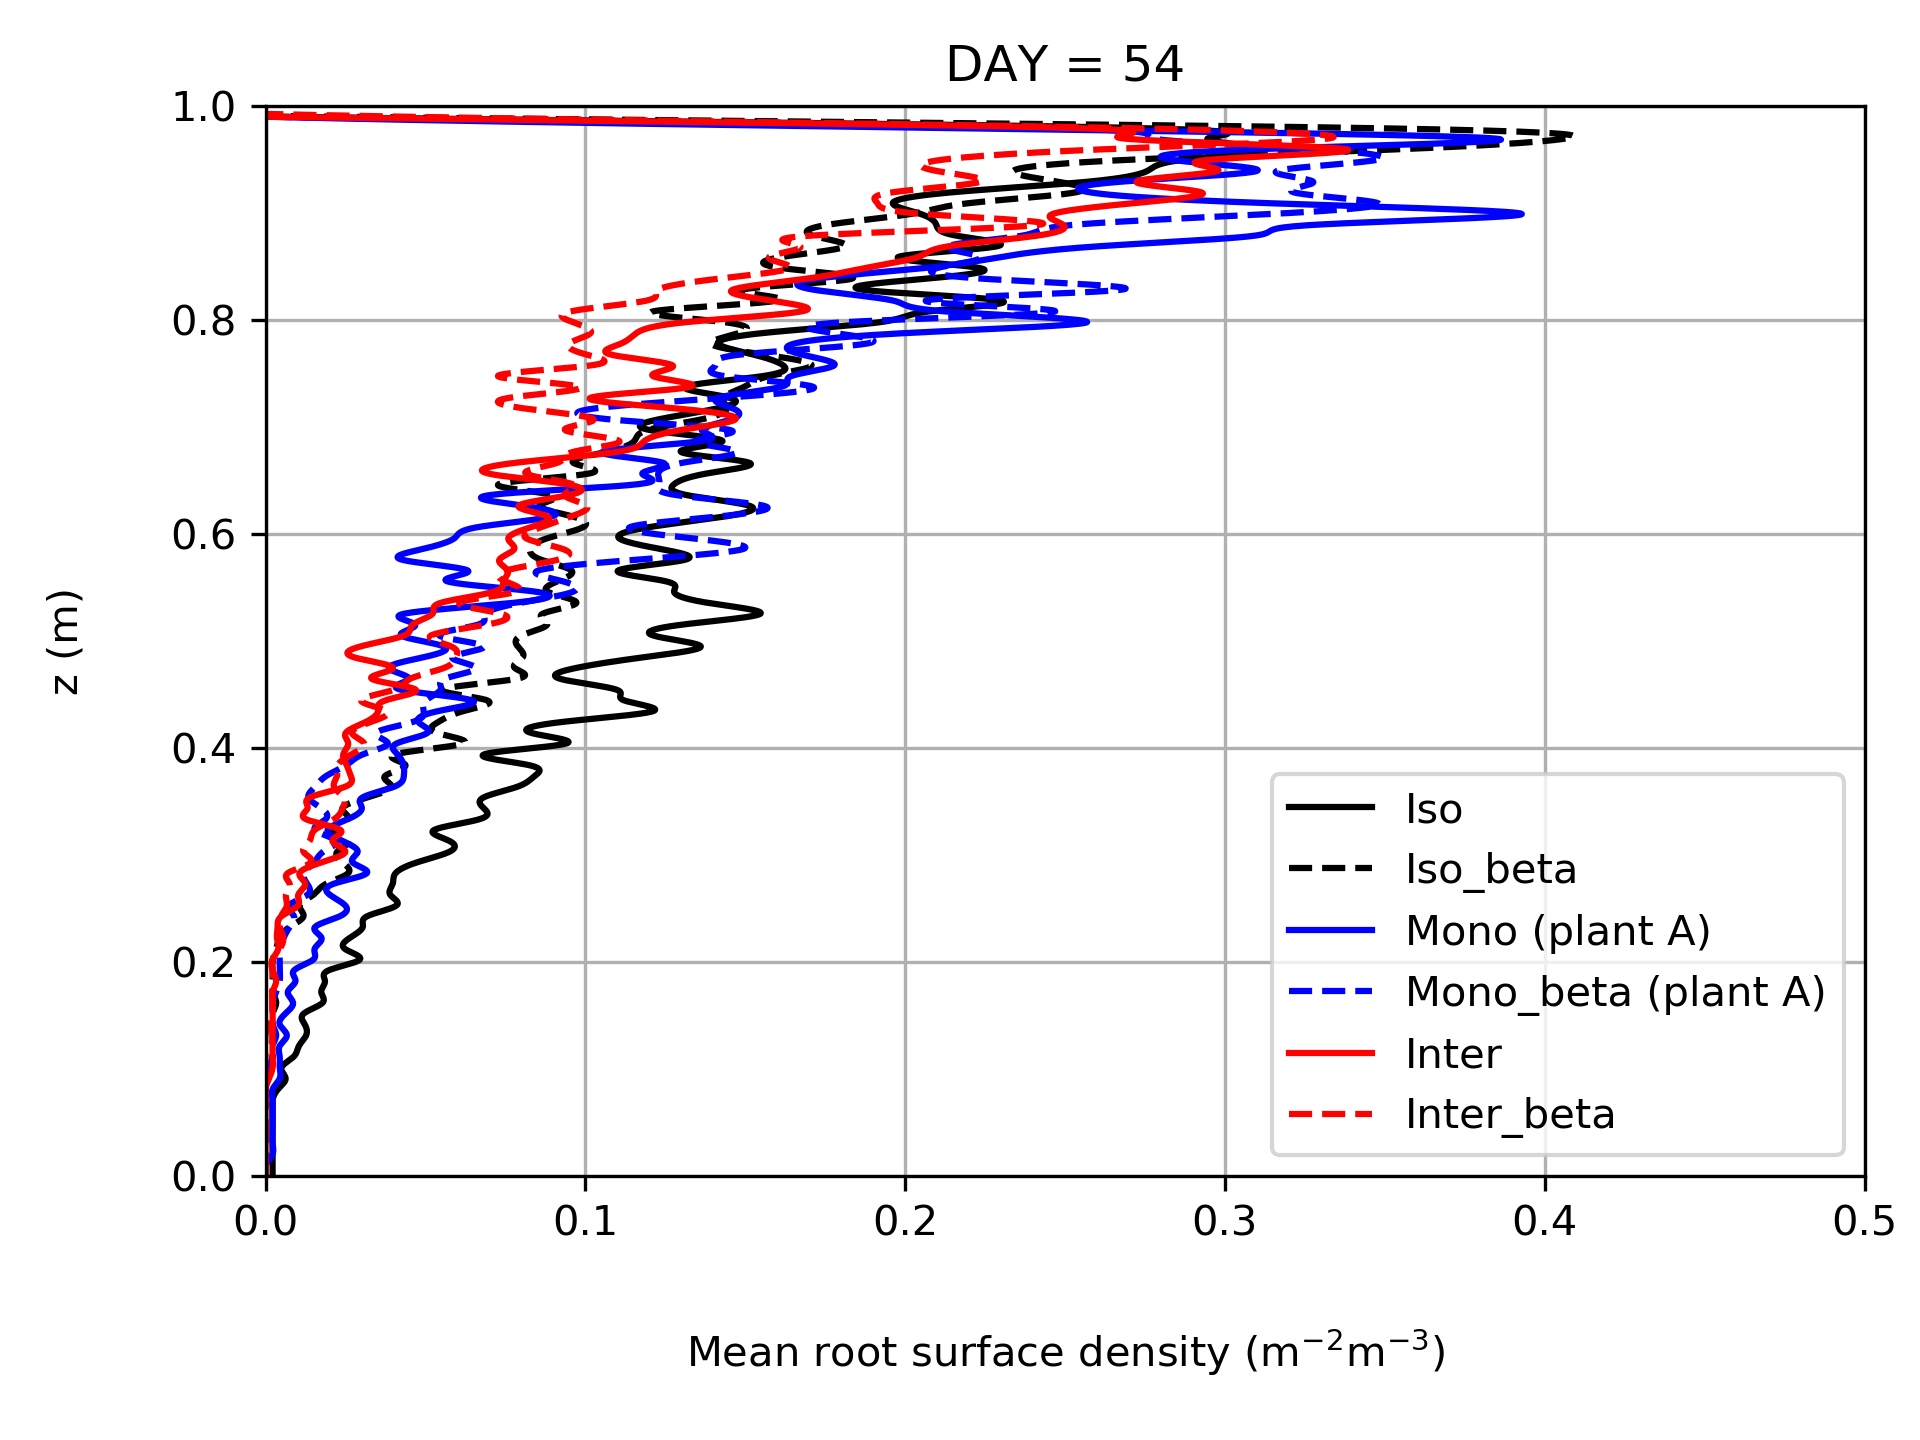 DAY = 54
1.0
0.8
0.6
0.4
0.2
0.0
z (m)
0.0 0.1 0.2 0.3 0.4 0.5
Mean root surface density (m⁻²m⁻³)
Iso
Iso_beta
Mono (plant A)
Mono_beta (plant A)
Inter
Inter_beta